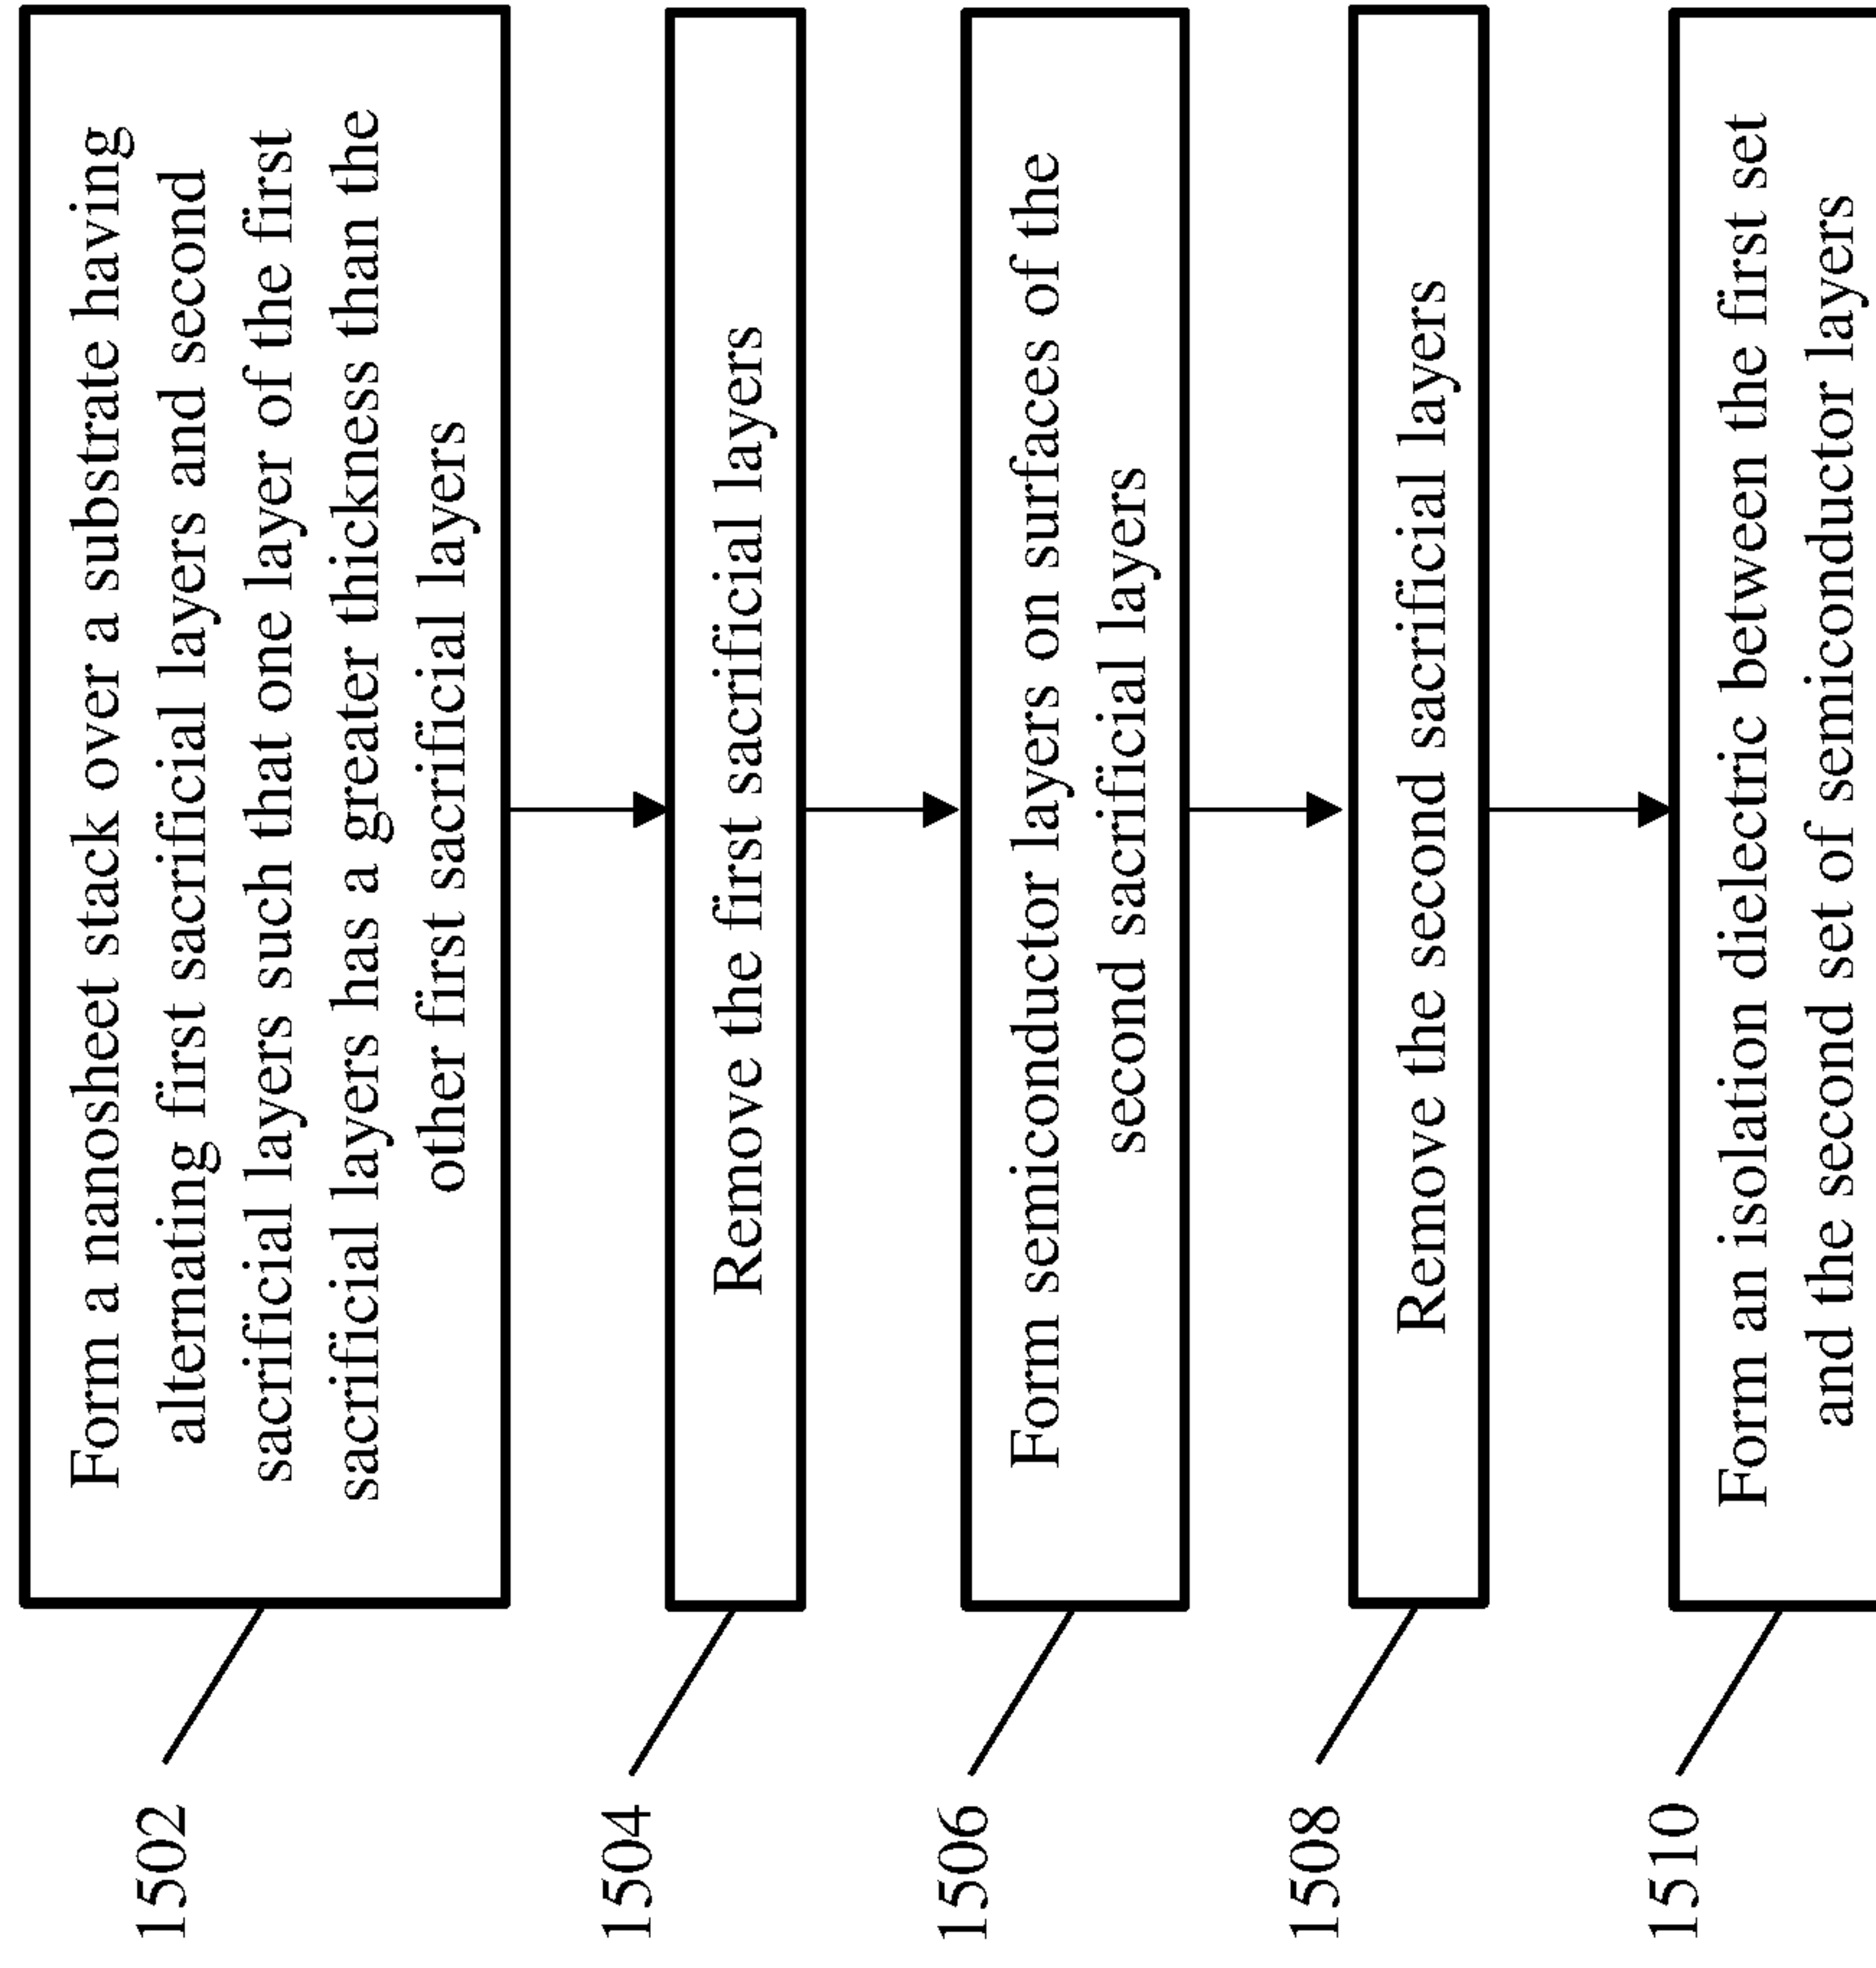 1502
Form a nanosheet stack over a substrate having
alternating first sacrificial layers and second
sacrificial layers such that one layer of the first
sacrificial layers has a greater thickness than the
other first sacrificial layers
1504
Remove the first sacrificial layers
1506
Form semiconductor layers on surfaces of the
second sacrificial layers
1508
Remove the second sacrificial layers
1510
Form an isolation dielectric between the first set
and the second set of semiconductor layers